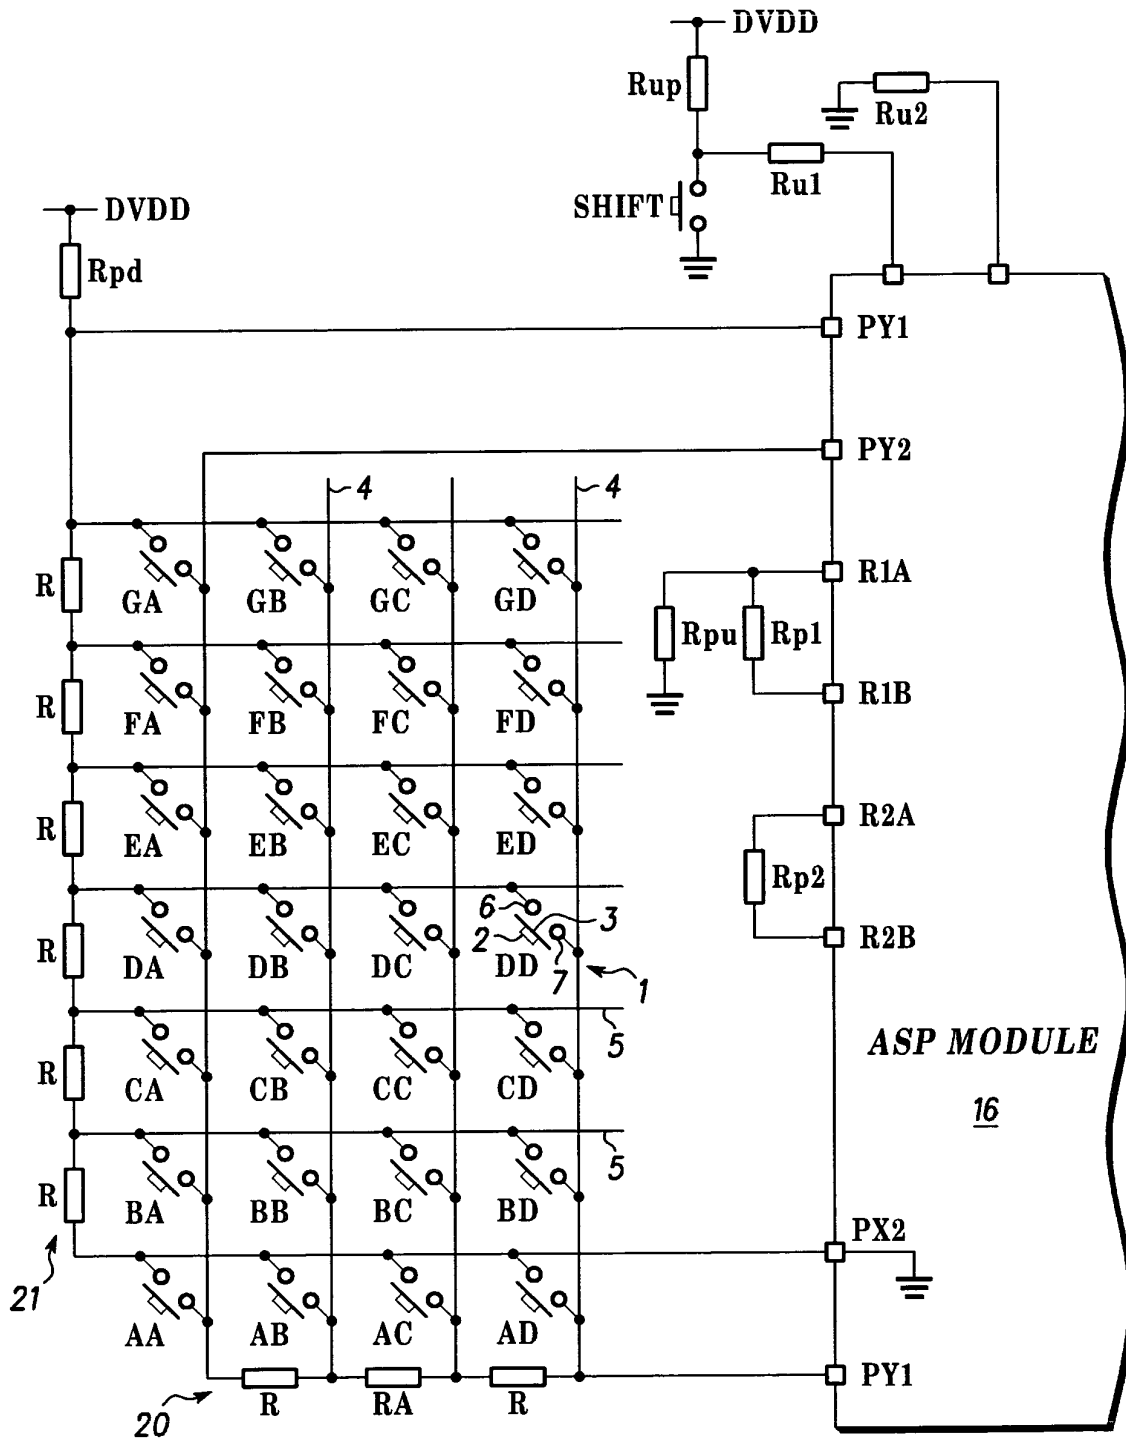 DVDD
Rup
Ru2
Ru1
SHIFT
DVDD
Rpd
PY1
PY2
4
4
R1A
R
GA GB GC GD
Rpu Rp1
R1B
R
FA FB FC FD
R2A
R
EA EB EC ED
Rp2
6
3
2
R
R2B
DA DB DC DD
7
1
5
ASP MODULE
R
CA CB CC CD
16
5
R
BA BB BC BD
PX2
21
AA AB AC AD
PY1
R RA R
20